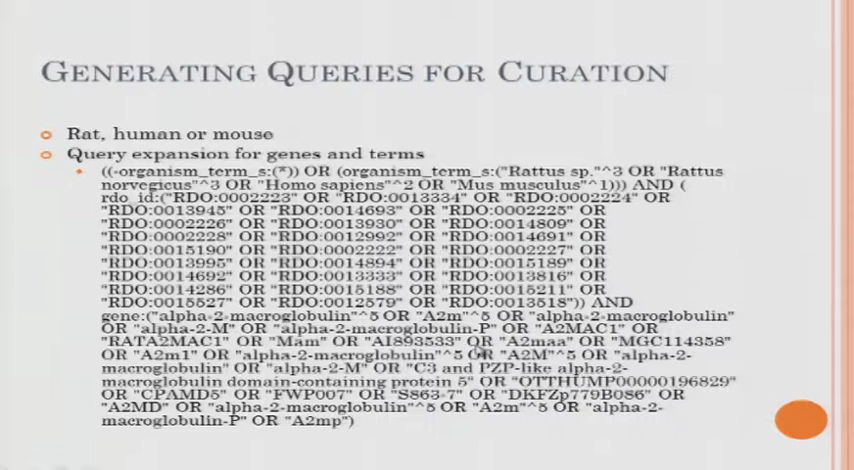 GENERATING QUERIES FOR CURATION
Rat, human or mouse
Query expansion for genes and terms
((-organism_term_s:(*)) OR (organism_term_s:("Rattus sp."^3 OR "Rattus
norvegicus"^3 OR "Homo sapiens"^2 OR "Mus musculus"^1))) AND (
rdo_id:("RDO:0002223" OR "RDO:0013334" OR "RDO:0002224" OR
"RDO:0013945" OR "RDO:0014693" OR "RDO:0002225" OR
"RDO:0002226" OR "RDO:0013930" OR "RDO:0014809" OR
"RDO:0002228" OR "RDO:0012992" OR "RDO:0014691" OR
"RDO:0015190" OR "RDO:0002222" OR "RDO:0002227" OR
"RDO:0013995" OR "RDO:0014894" OR "RDO:0015189" OR
"RDO:0014692" OR "RDO:0013333" OR "RDO:0013816" OR
"RDO:0014286" OR "RDO:0015188" OR "RDO:0015211" OR
"RDO:0015527" OR "RDO:0012579" OR "RDO:0013518")) AND
gene:("alpha-2-macroglobulin"^5 OR "A2m"^5 OR "alpha-2-macroglobulin"
OR "alpha-2-M" OR "alpha-2-macroglobulin-P" OR "A2MAC1" OR
"RATA2MAC1" OR "Mam" OR "AI893533" OR "A2maa" OR "MGC114358"
OR "A2m1" OR "alpha-2-macroglobulin"^5 OR "A2M"^5 OR "alpha-2-
macroglobulin" OR "alpha-2-M" OR "C3 and PZP-like alpha-2-
macroglobulin domain-containing protein 5" OR "OTTHUMP00000196829"
OR "CPAMD5" OR "FWP007" OR "S863-7" OR "DKFZp779B086" OR
"A2MD" OR "alpha-2-macroglobulin"^5 OR "A2m"^5 OR "alpha-2-
macroglobulin-P" OR "A2mp")